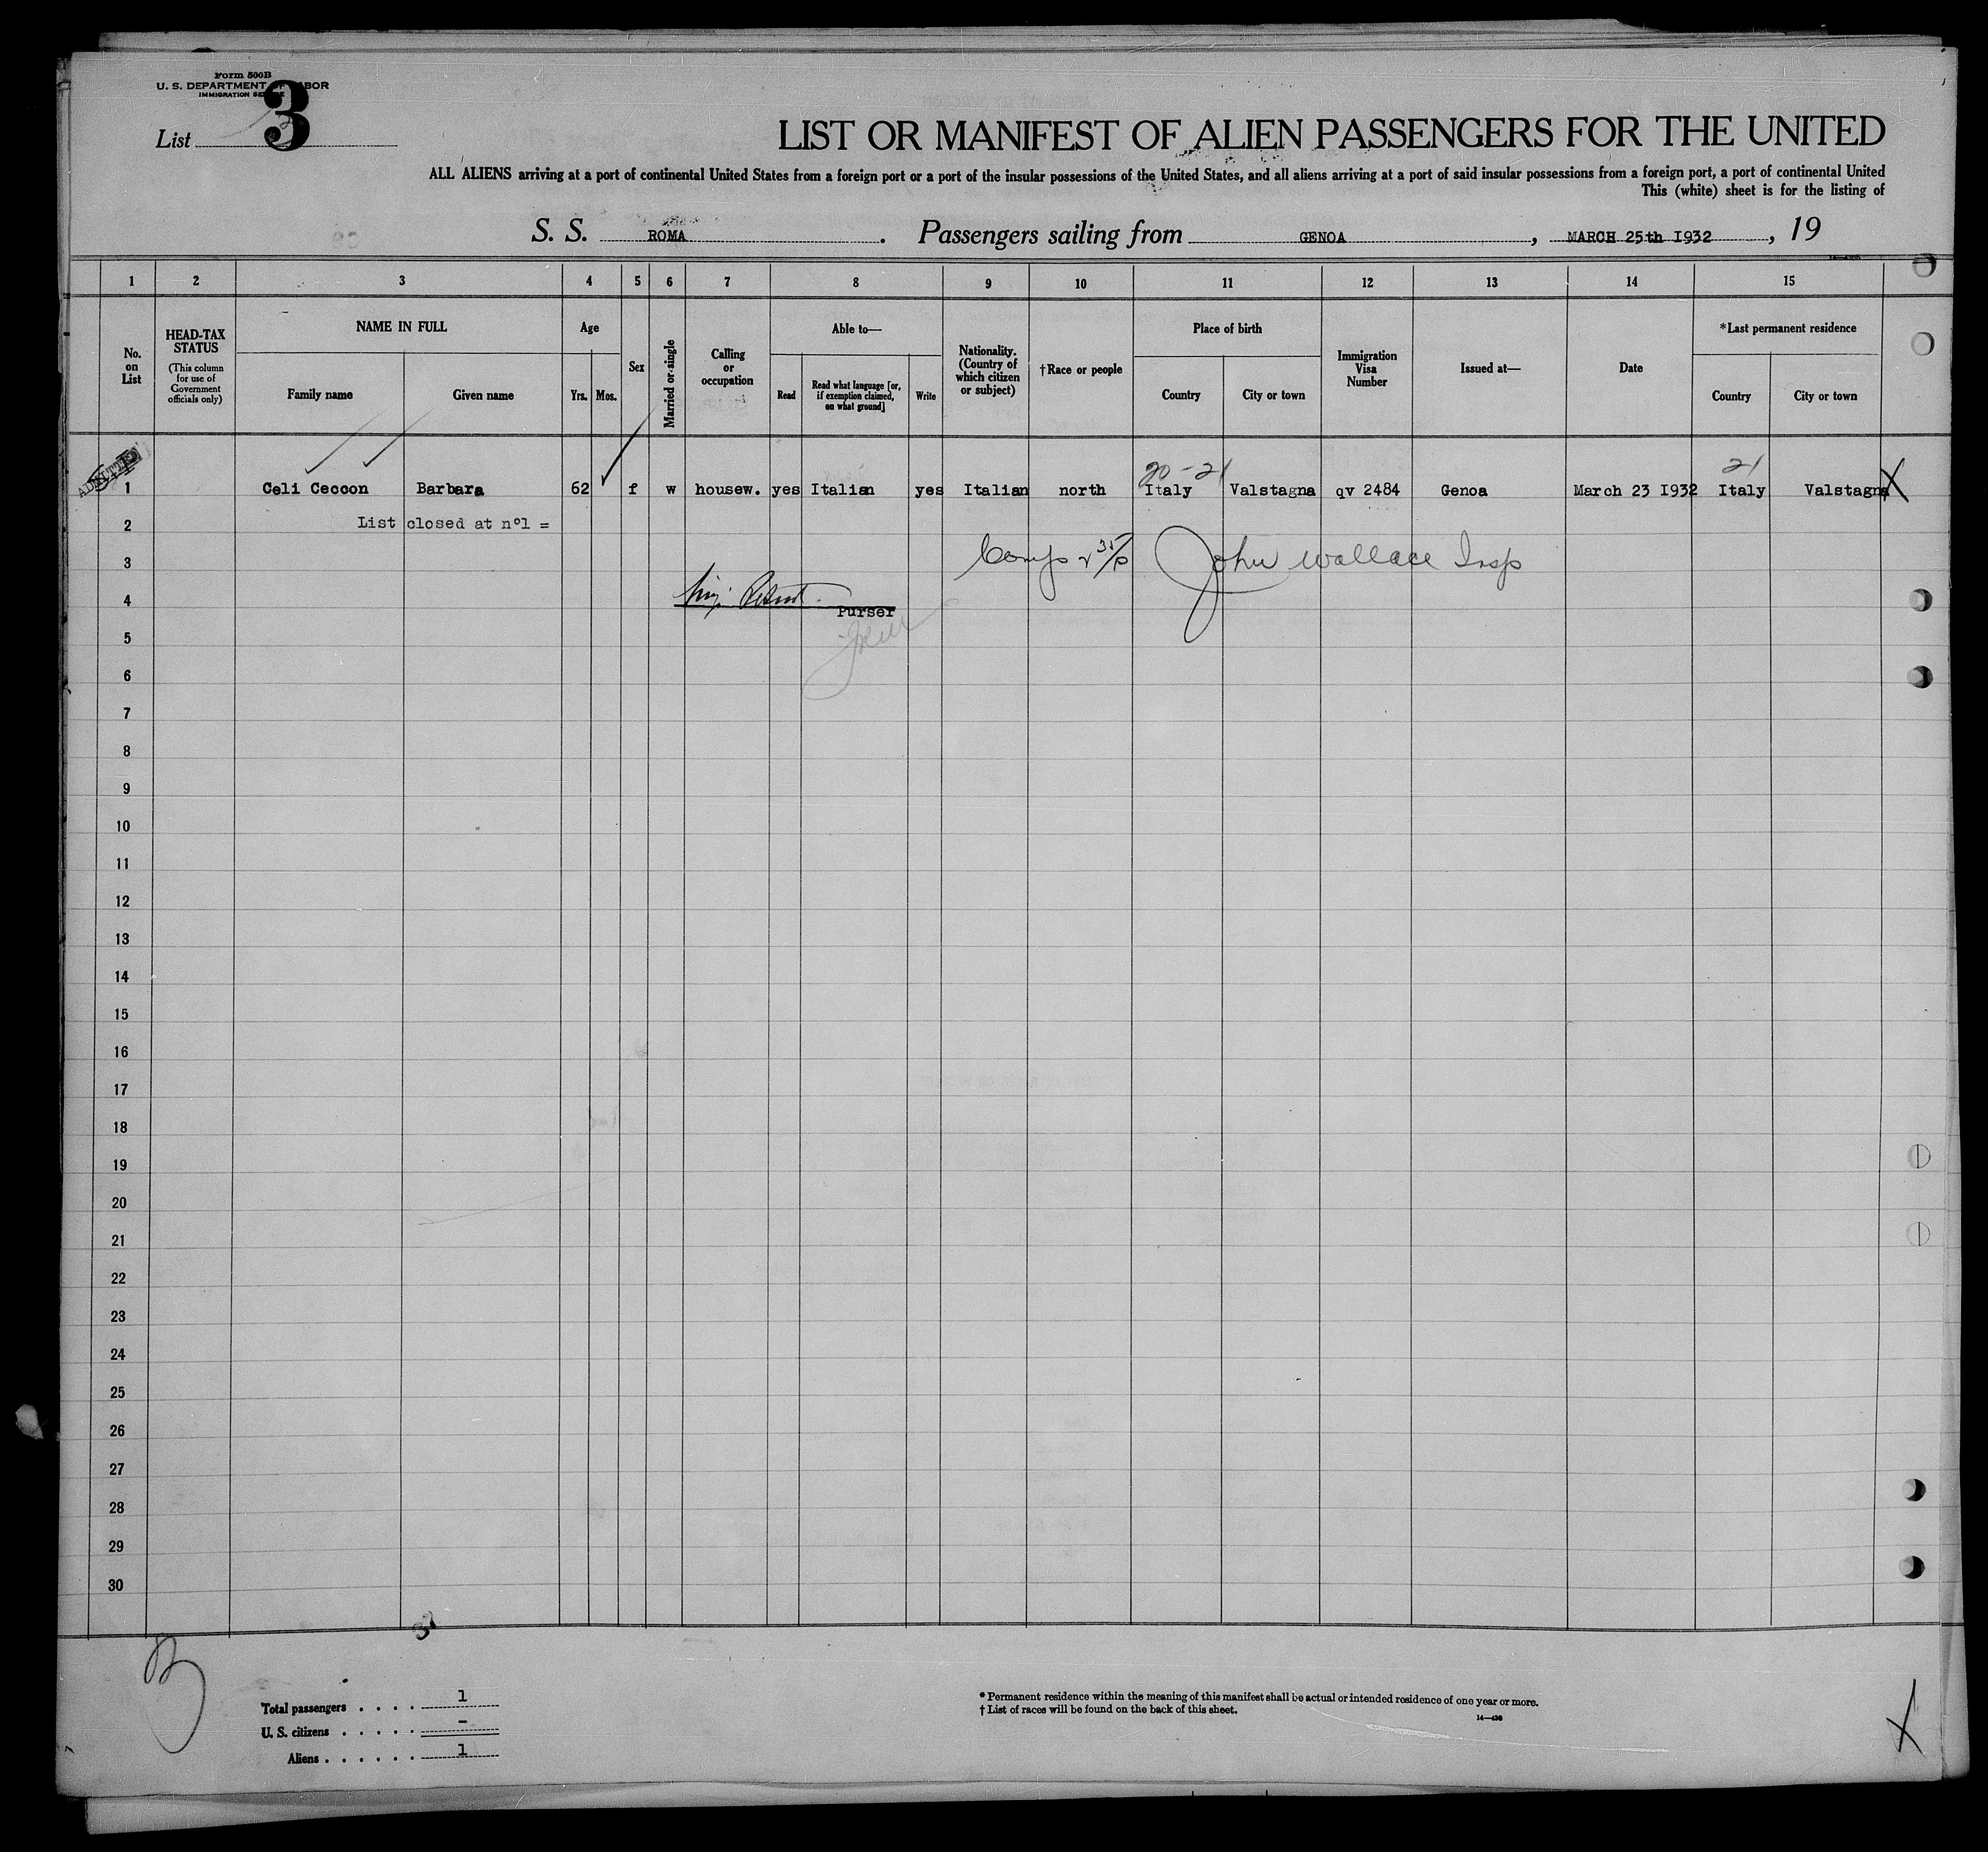 Form 500B
U. S. DEPARTMENT OF LABOR
IMMIGRATION SERVICE
List 3
LIST OR MANIFEST OF ALIEN PASSENGERS FOR THE UNITED
ALL ALIENS arriving at a port of continental United States from a foreign port or a port of the insular possessions of the United States, and all aliens arriving at a port of said insular possessions from a foreign port, a port of continental United
This (white) sheet is for the listing of
S. S. ROMA. Passengers sailing from GENOA, MARCH 25th I932, 19
1 2 3 4 5 6 7 8 9 10 11 12 13 14 15
No. on List
HEAD-TAX STATUS
(This column for use of Government officials only)
NAME IN FULL
Family name
Given name
Age
Yrs.
Mos.
Sex
Married or single
Calling or occupation
Able to—
Read
Read what language [or, if exemption claimed, on what ground]
Write
Nationality. (Country of which citizen or subject)
†Race or people
Place of birth
Country
City or town
Immigration Visa Number
Issued at—
Date
*Last permanent residence
Country
City or town
ADMITTED
20-21 21
1 Celi Ceccon Barbara 62 f w housew. yes Italian yes Italian north Italy Valstagna qv 2484 Genoa March 23 I932 Italy Valstagna X
2 List closed at nº1 =
3 John Wallace Insp
4 Purser
5
6
7
8
9
10
11
12
13
14
15
16
17
18
19
20
21
22
23
24
25
26
27
28
29
30
3
Total passengers . . . . 1
U. S. citizens . . . . . -
Aliens . . . . . . 1
* Permanent residence within the meaning of this manifest shall be actual or intended residence of one year or more.
† List of races will be found on the back of this sheet.
X